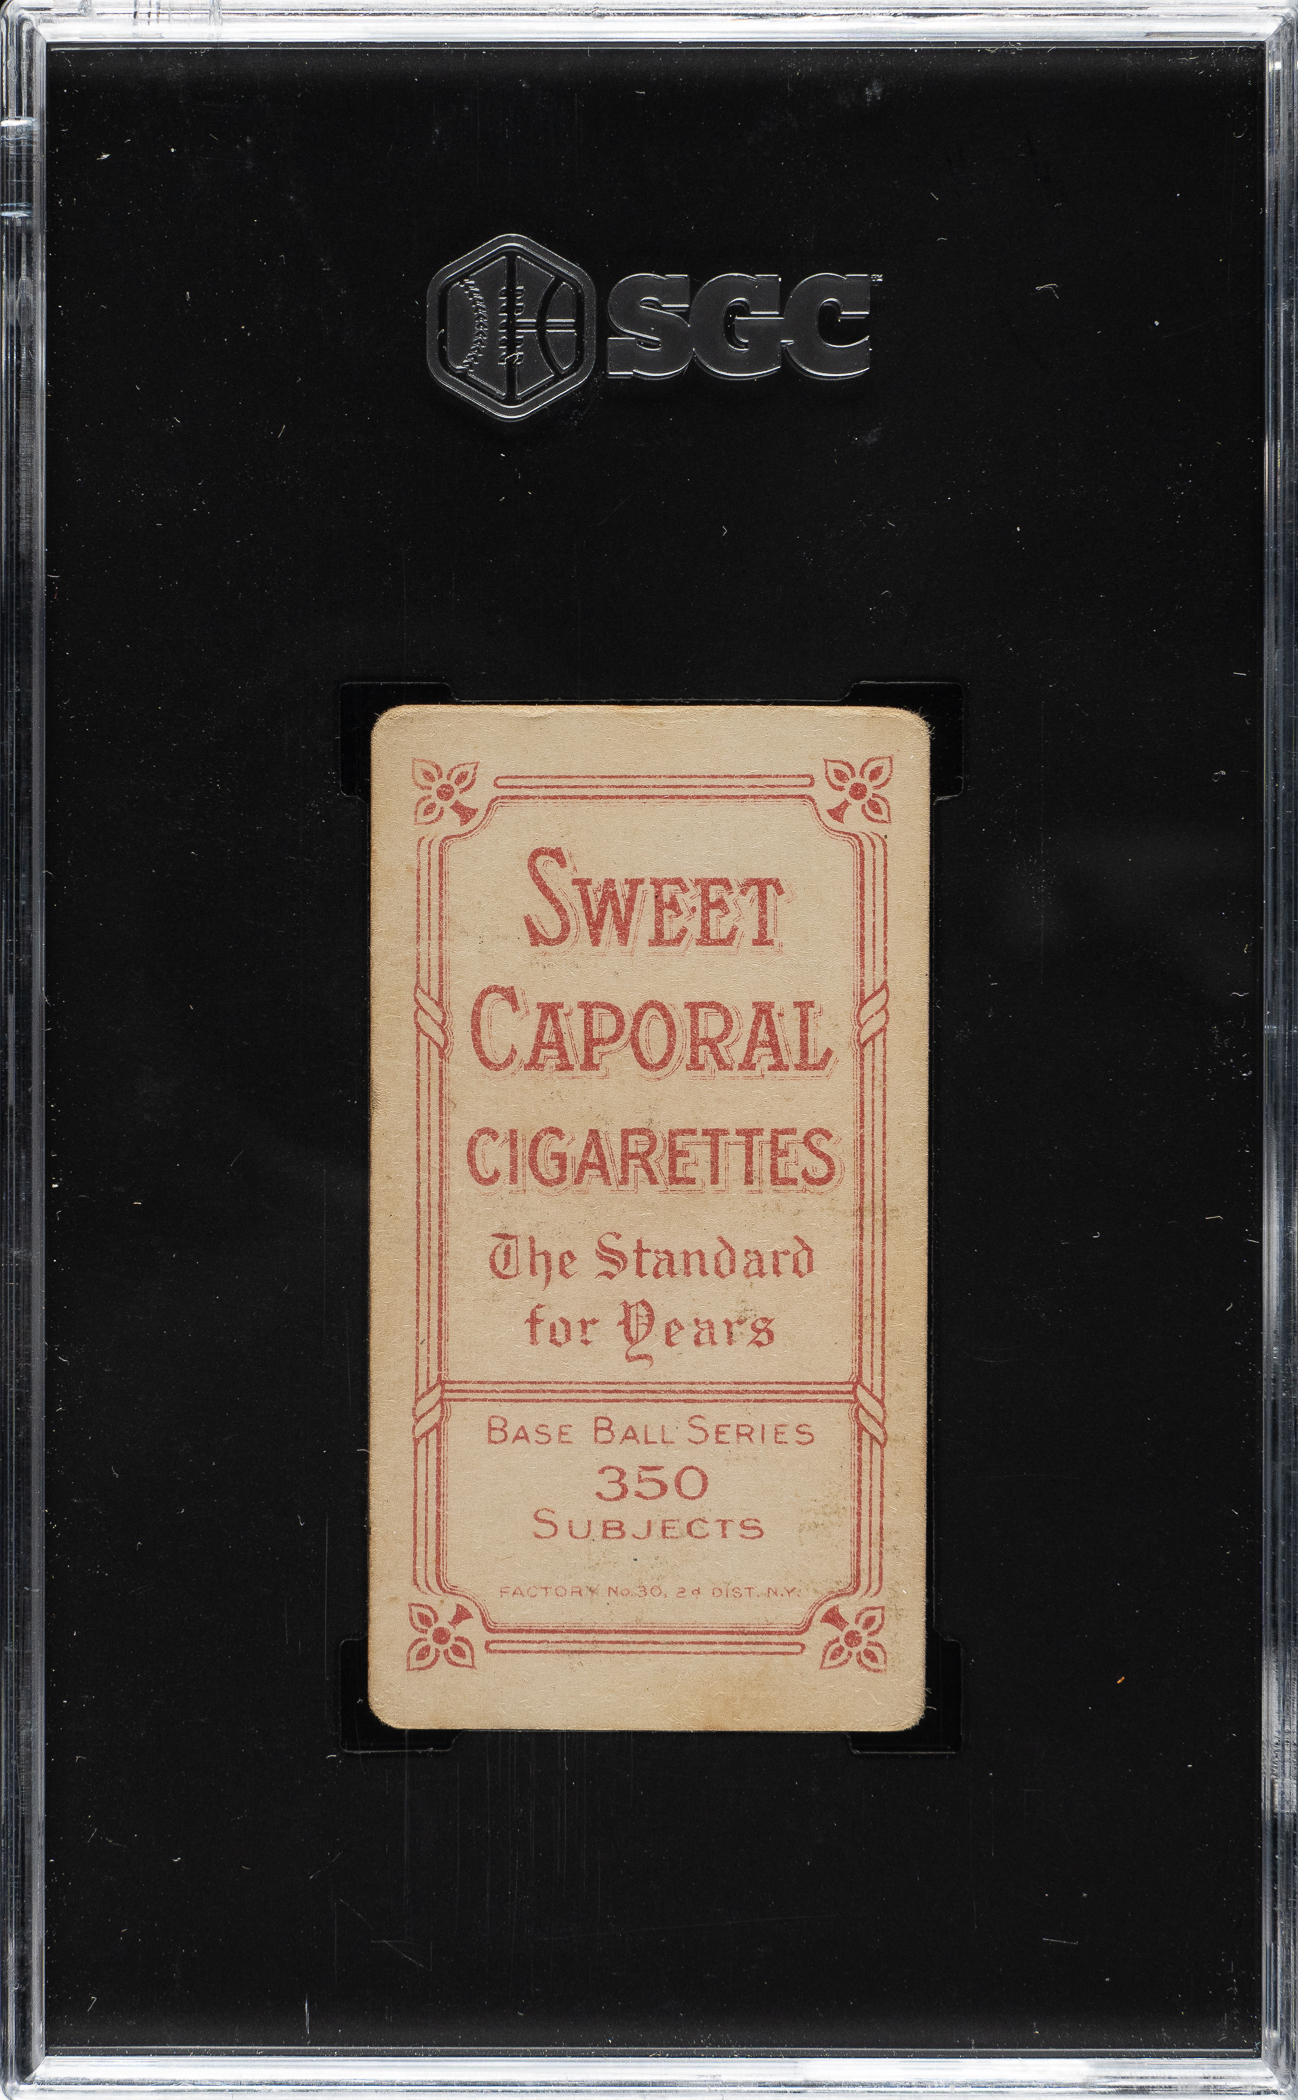 SGC
SWEET
CAPORAL
CIGARETTES
The Standard
for Years
BASE BALL SERIES
350
SUBJECTS
FACTORY No. 30, 2d DIST. N.Y.